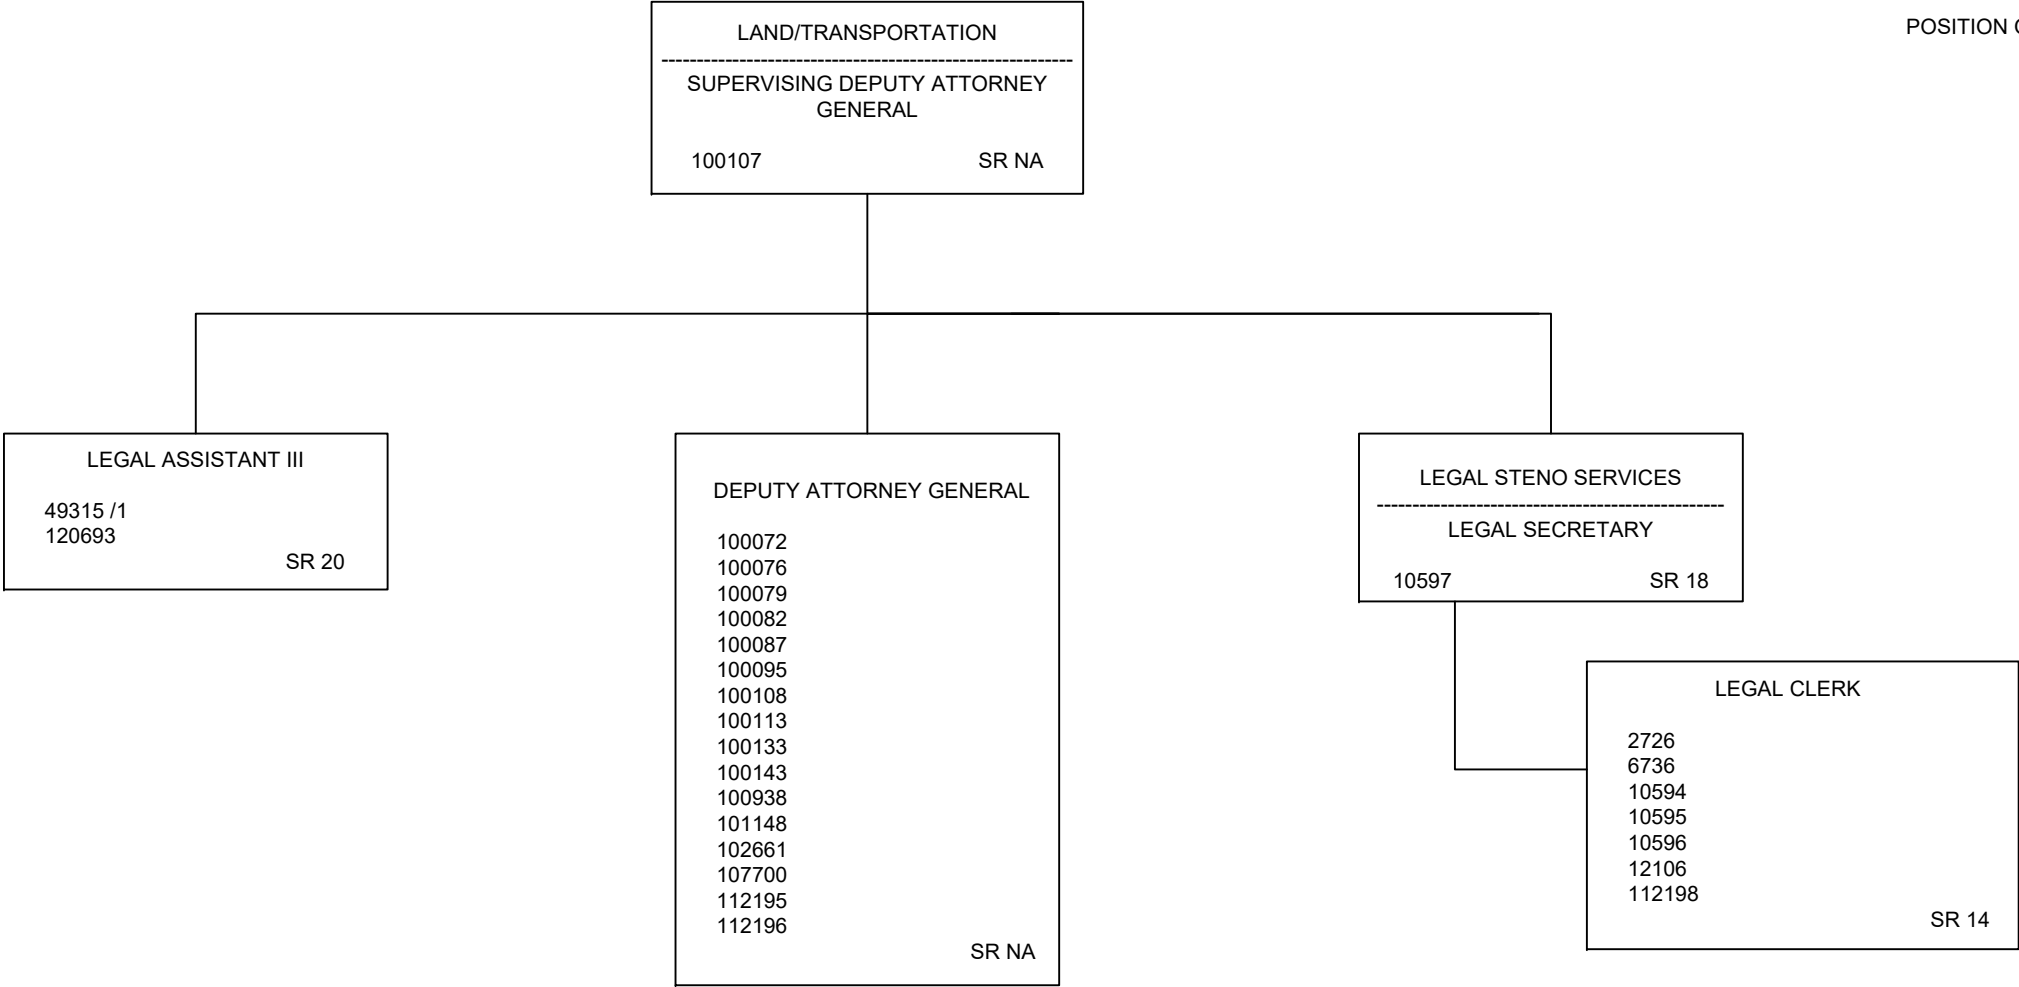 POSITION
LAND/TRANSPORTATION
-----------------------------------------------------------
SUPERVISING DEPUTY ATTORNEY
GENERAL
100107 SR NA
LEGAL ASSISTANT III
49315 /1
120693
SR 20
DEPUTY ATTORNEY GENERAL
100072
100076
100079
100082
100087
100095
100108
100113
100133
100143
100938
101148
102661
107700
112195
112196
SR NA
LEGAL STENO SERVICES
--------------------------------------------------
LEGAL SECRETARY
10597 SR 18
LEGAL CLERK
2726
6736
10594
10595
10596
12106
112198
SR 14